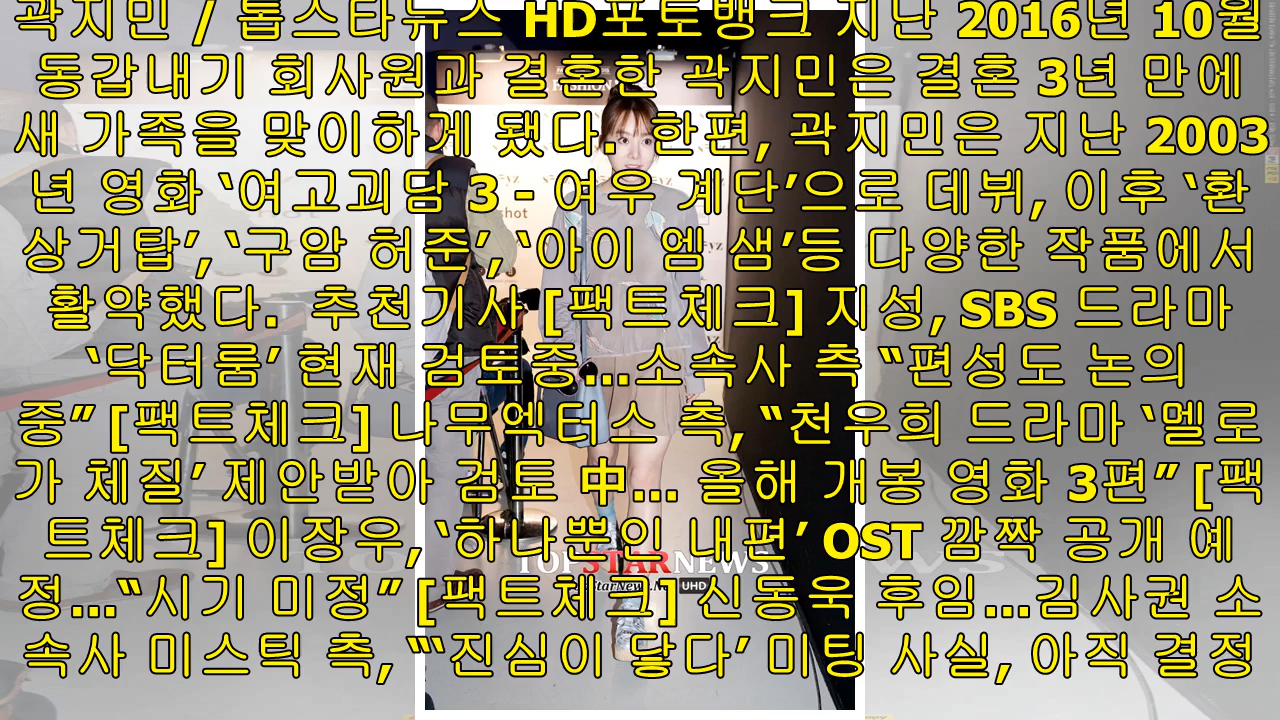 곽지민 / 톱스타뉴스 HD포토뱅크 지난 2016년 10월
동갑내기 회사원과 결혼한 곽지민은 결혼 3년 만에
새 가족을 맞이하게 됐다.  한편, 곽지민은 지난 2003
년 영화 ‘여고괴담 3 - 여우 계단’으로 데뷔, 이후 ‘환
상거탑’, ‘구암 허준’, ‘아이 엠 샘’등 다양한 작품에서
활약했다.  추천기사 [팩트체크] 지성, SBS 드라마
‘닥터룸’ 현재 검토중…소속사 측 “편성도 논의
중” [팩트체크] 나무엑터스 측, “천우희 드라마 ‘멜로
가 체질’ 제안받아 검토 中… 올해 개봉 영화 3편” [팩
트체크] 이장우, ‘하나뿐인 내편’ OST 깜짝 공개 예
정…“시기 미정” [팩트체크] 신동욱 후임…김사권 소
속사 미스틱 측, “‘진심이 닿다’ 미팅 사실, 아직 결정
TOPSTARNEWS
UHD